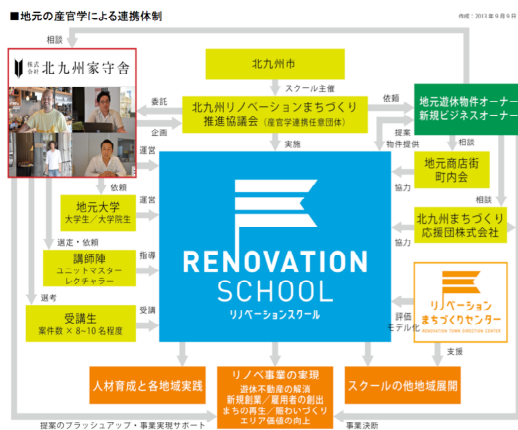 ■地元の産官学による連携体制
作成：2013年9月9日
相談
株式会社 北九州家守舎
北九州市
スクール主催
委託
企画
北九州リノベーションまちづくり
推進協議会（産官学連携任意団体）
依頼
地元遊休物件オーナー
新規ビジネスオーナー
実施
提案
物件提供
相談
運営
依頼
地元商店街
町内会
協力
地元大学
大学生／大学院生
運営
相談
北九州まちづくり
応援団株式会社
協力
選走・依頼
講師陣
ユニットマスター
レクチャラー
指導
RENOVATION
SCHOOL
リノベーションスクール
リノベーション
まちづくりセンター
RENOVATION TOWN DIRECTION CENTER
評価
モデル化
選考
受講生
案件数 × 8~10名程度
受講
支援
人材育成と各地域実践
リノベ事業の実現
遊休不動産の解消
新規創業／雇用者の創出
まちの再生／賑わいづくり
エリア価値の向上
スクールの他地域展開
提案のブラッシュアップ・事業実現サポート
事業決断